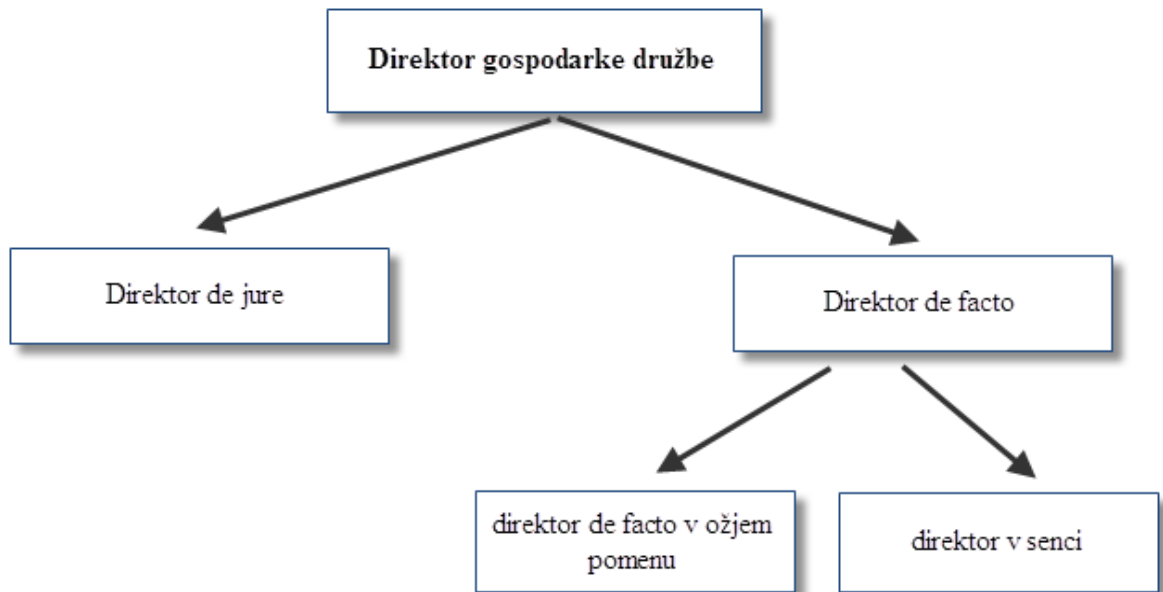 Direktor gospodarke družbe
Direktor de jure
Direktor de facto
direktor de facto v ožjem
pomenu
direktor v senci